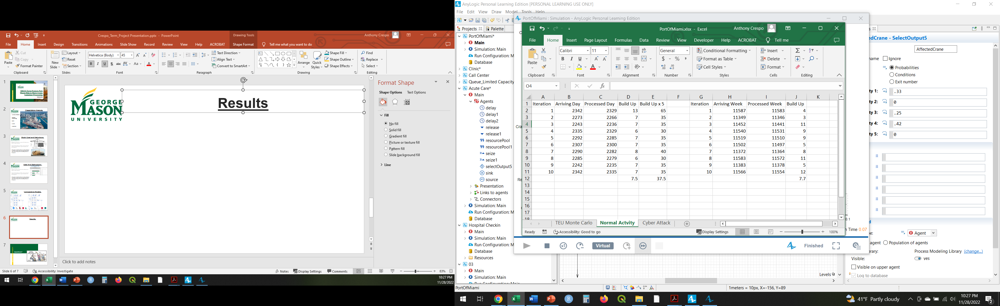 Crespo_Term_Project Presentation.pptx - PowerPoint
Drawing Tools
Anthony Crespo
File Home Insert Design Transitions Animations Slide Show Record Review View Help ACROBAT Shape Format Tell me what you want to do
Paste
Cut
Copy
Format Painter
Clipboard
New Slide
Layout
Reset
Section
Slides
Helvetica (Body) 45
Font
Paragraph
Text Direction
Align Text
Convert to SmartArt
Arrange
Quick Styles
Shape Fill
Shape Outline
Shape Effects
Drawing
Find
Replace
Select
Editing
1
2
3
4
5
6
7
Presentation Agenda
Study Goal and Definitions
Data And Methodology
Comparative Models
Results
Questions?
GEORGE
MASON
UNIVERSITY
Results
Format Shape
Shape Options Text Options
Fill
No fill
Solid fill
Gradient fill
Picture or texture fill
Pattern fill
Slide background fill
Line
Click to add notes
Slide 6 of 7 Accessibility: Investigate Notes Display Settings Comments 83%
10:27 PM
11/28/2022
AnyLogic Personal Learning Edition [PERSONAL LEARNING USE ONLY]
File Edit View Draw Model Tools Help
Projects Palette
PortOfMiami*
Main
Simulation: Main
Run Configuration: M
Database
Clinic*
Call Center
Queue_Limited Capacity
Acute Care*
Main
Agents
delay
delay1
delay2
release
release1
resourcePool
resourcePool1
seize
seize1
selectOutput5
sink
source
Presentation
Links to agents
Connectors
Simulation: Main
Run Configuration: M
Database
Hospital Checkin
Main
Simulation: Main
Run Configuration: M
Database
Resources
03
Main
Simulation: Main
PortOfMiami
PortOfMiami : Simulation - AnyLogic Personal Learning Edition
PortOfMiami.xlsx - Excel
Anthony Crespo
File Home Insert Page Layout Formulas Data Review View Developer Help ACROBAT Tell me
Paste
Clipboard
Calibri 11
Font
Alignment
General
Number
Conditional Formatting
Format as Table
Cell Styles
Styles
Insert
Delete
Format
Cells
Editing
O4 fx
A B C D E F G H I J K
1 Iteration Arriving Day Processed Day Build Up Build Up x 5 Iteration Arriving Week Processed Week Build Up
2 1 2342 2329 13 65 1 11587 11583 4
3 2 2273 2266 7 35 2 11349 11346 3
4 3 2243 2236 7 35 3 11452 11441 11
5 4 2335 2329 6 30 4 11540 11531 9
6 5 2292 2285 7 35 5 11519 11510 9
7 6 2307 2300 7 35 6 11502 11497 5
8 7 2290 2282 8 40 7 11372 11364 8
9 8 2285 2279 6 30 8 11583 11572 11
10 9 2242 2235 7 35 9 11383 11378 5
11 10 2342 2335 7 35 10 11566 11554 12
12 7.5 37.5 7.7
13
14
15
16
17
18
TEU Monte Carlo Normal Actvity Cyber Attack
Ready Accessibility: Good to go Display Settings 100%
x1 Virtual Finished
0.1
n Time 0.07
edCrane - SelectOutput5
AffectedCrane
name Ignore
Probabilities
Conditions
Exit number
ty 1: .33
ty 2: 0
ty 3: .25
ty 4: .42
ty 5: 0
Agent
agent Population of agents
rary: Process Modeling Library (change...)
Visible: yes
Visible on upper agent
Log to database
Levels
1meters = 10px, X=-156, Y=89
41°F Partly cloudy
10:27 PM
11/28/2022
2